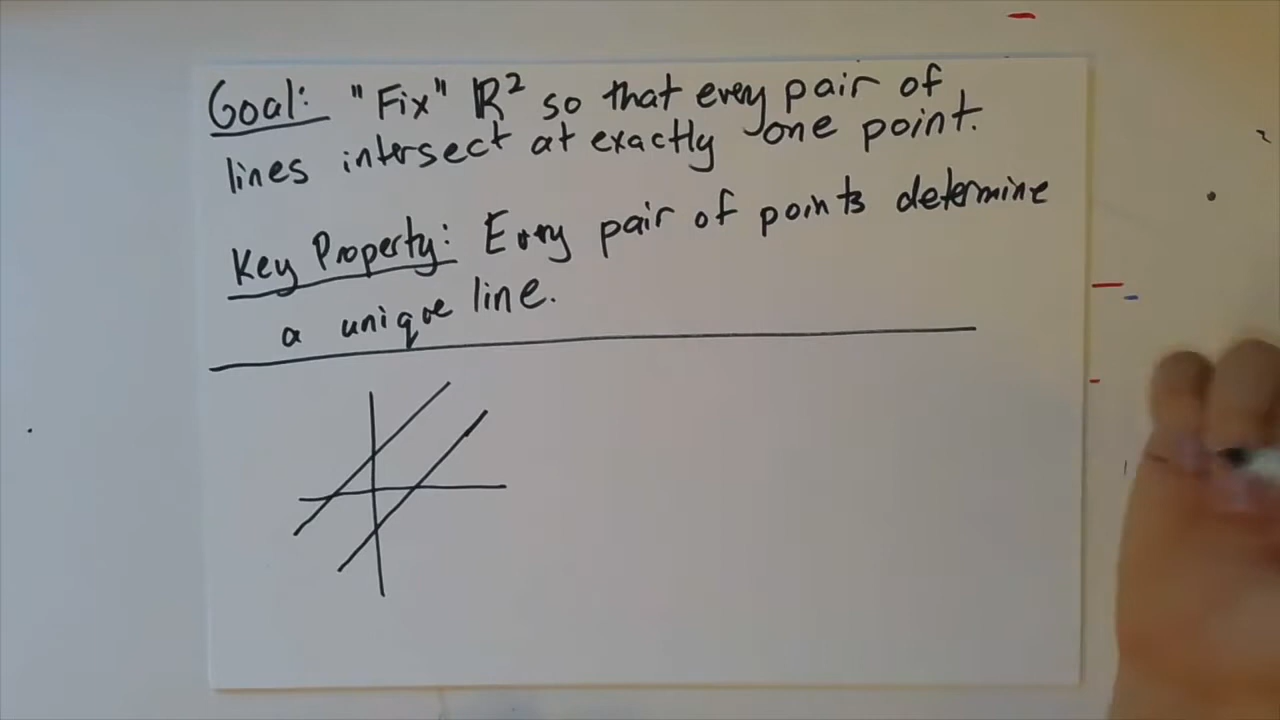 Goal: "Fix" ℝ² so that every pair of
lines intersect at exactly one point.
Key Property: Every pair of points determine
a unique line.